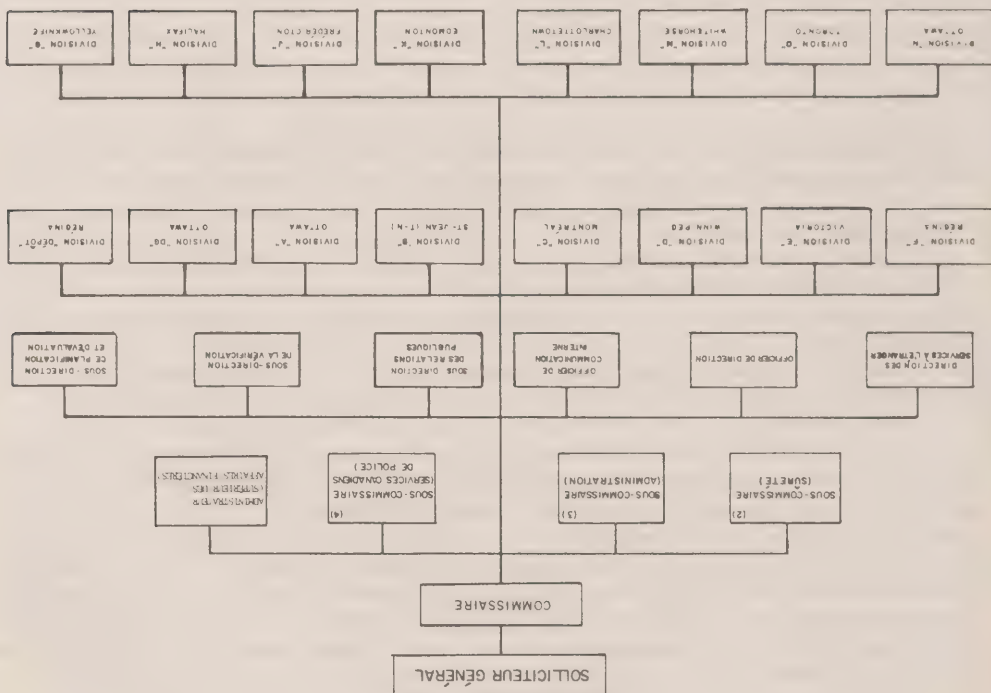 SOLLICITEUR GÉNÉRAL
COMMISSAIRE
(2)
SOUS-COMMISSAIRE
(SÛRETÉ)
(3)
SOUS-COMMISSAIRE
(ADMINISTRATION)
(4)
SOUS-COMMISSAIRE
(SERVICES CANADIENS
DE POLICE)
ADMINISTRATEUR
(SUPÉRIEUR DES
AFFAIRES FINANCIÈRES)
DIRECTION DES
SERVICES À L'ÉTRANGER
OFFICIER DE DIRECTION
OFFICIER DE
COMMUNICATION
INTERNE
SOUS DIRECTION
DES RELATIONS
PUBLIQUES
SOUS-DIRECTION
DE LA VÉRIFICATION
SOUS-DIRECTION
DE PLANIFICATION
ET D'ÉVALUATION
DIVISION "F"
REGINA
DIVISION "E"
VICTORIA
DIVISION "D"
WINNIPEG
DIVISION "C"
MONTRÉAL
DIVISION "B"
ST-JEAN (T-N)
DIVISION "A"
OTTAWA
DIVISION "DG"
OTTAWA
DIVISION "DÉPÔT"
RÉGINA
DIVISION "N"
OTTAWA
DIVISION "O"
TORONTO
DIVISION "M"
WHITEHORSE
DIVISION "L"
CHARLOTTETOWN
DIVISION "K"
EDMONTON
DIVISION "J"
FRÉDÉRICTON
DIVISION "H"
HALIFAX
DIVISION "G"
YELLOWKNIFE